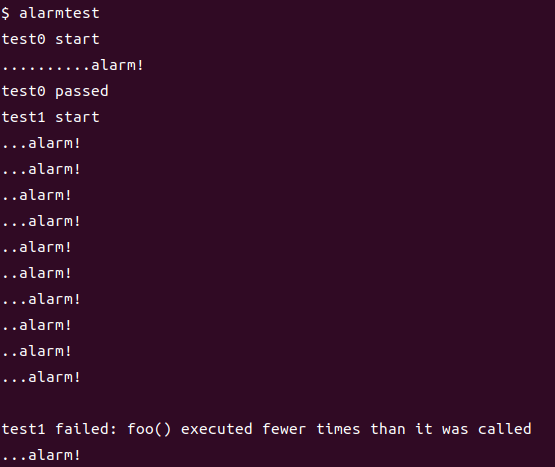 $ alarmtest
test0 start
..........alarm!
test0 passed
test1 start
...alarm!
...alarm!
..alarm!
...alarm!
..alarm!
..alarm!
...alarm!
..alarm!
..alarm!
...alarm!
test1 failed: foo() executed fewer times than it was called
...alarm!